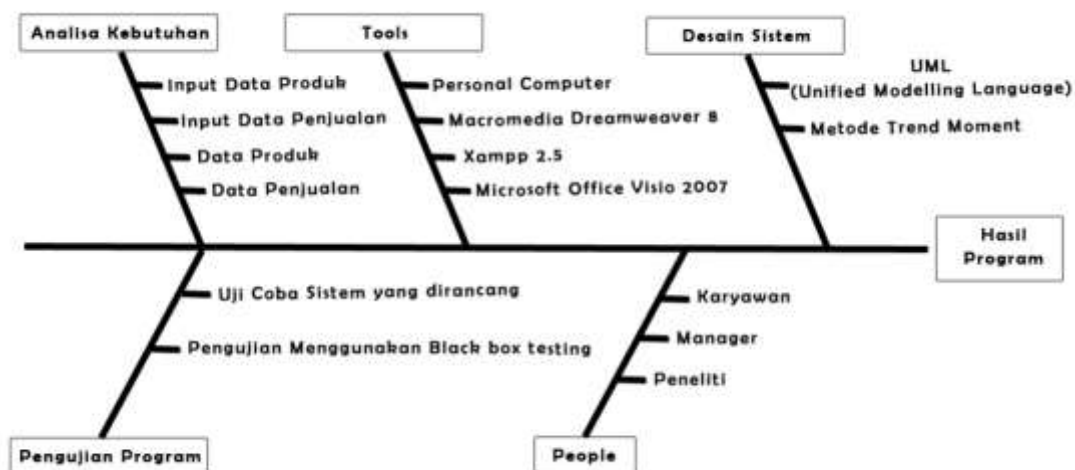 Analisa Kebutuhan
Input Data Produk
Input Data Penjualan
Data Produk
Data Penjualan
Tools
Personal Computer
Macromedia Dreamweaver 8
Xampp 2.5
Microsoft Office Visio 2007
Desain Sistem
UML
(Unified Modelling Language)
Metode Trend Moment
Hasil
Program
Uji Coba Sistem yang dirancang
Pengujian Menggunakan Black box testing
Pengujian Program
Karyawan
Manager
Peneliti
People